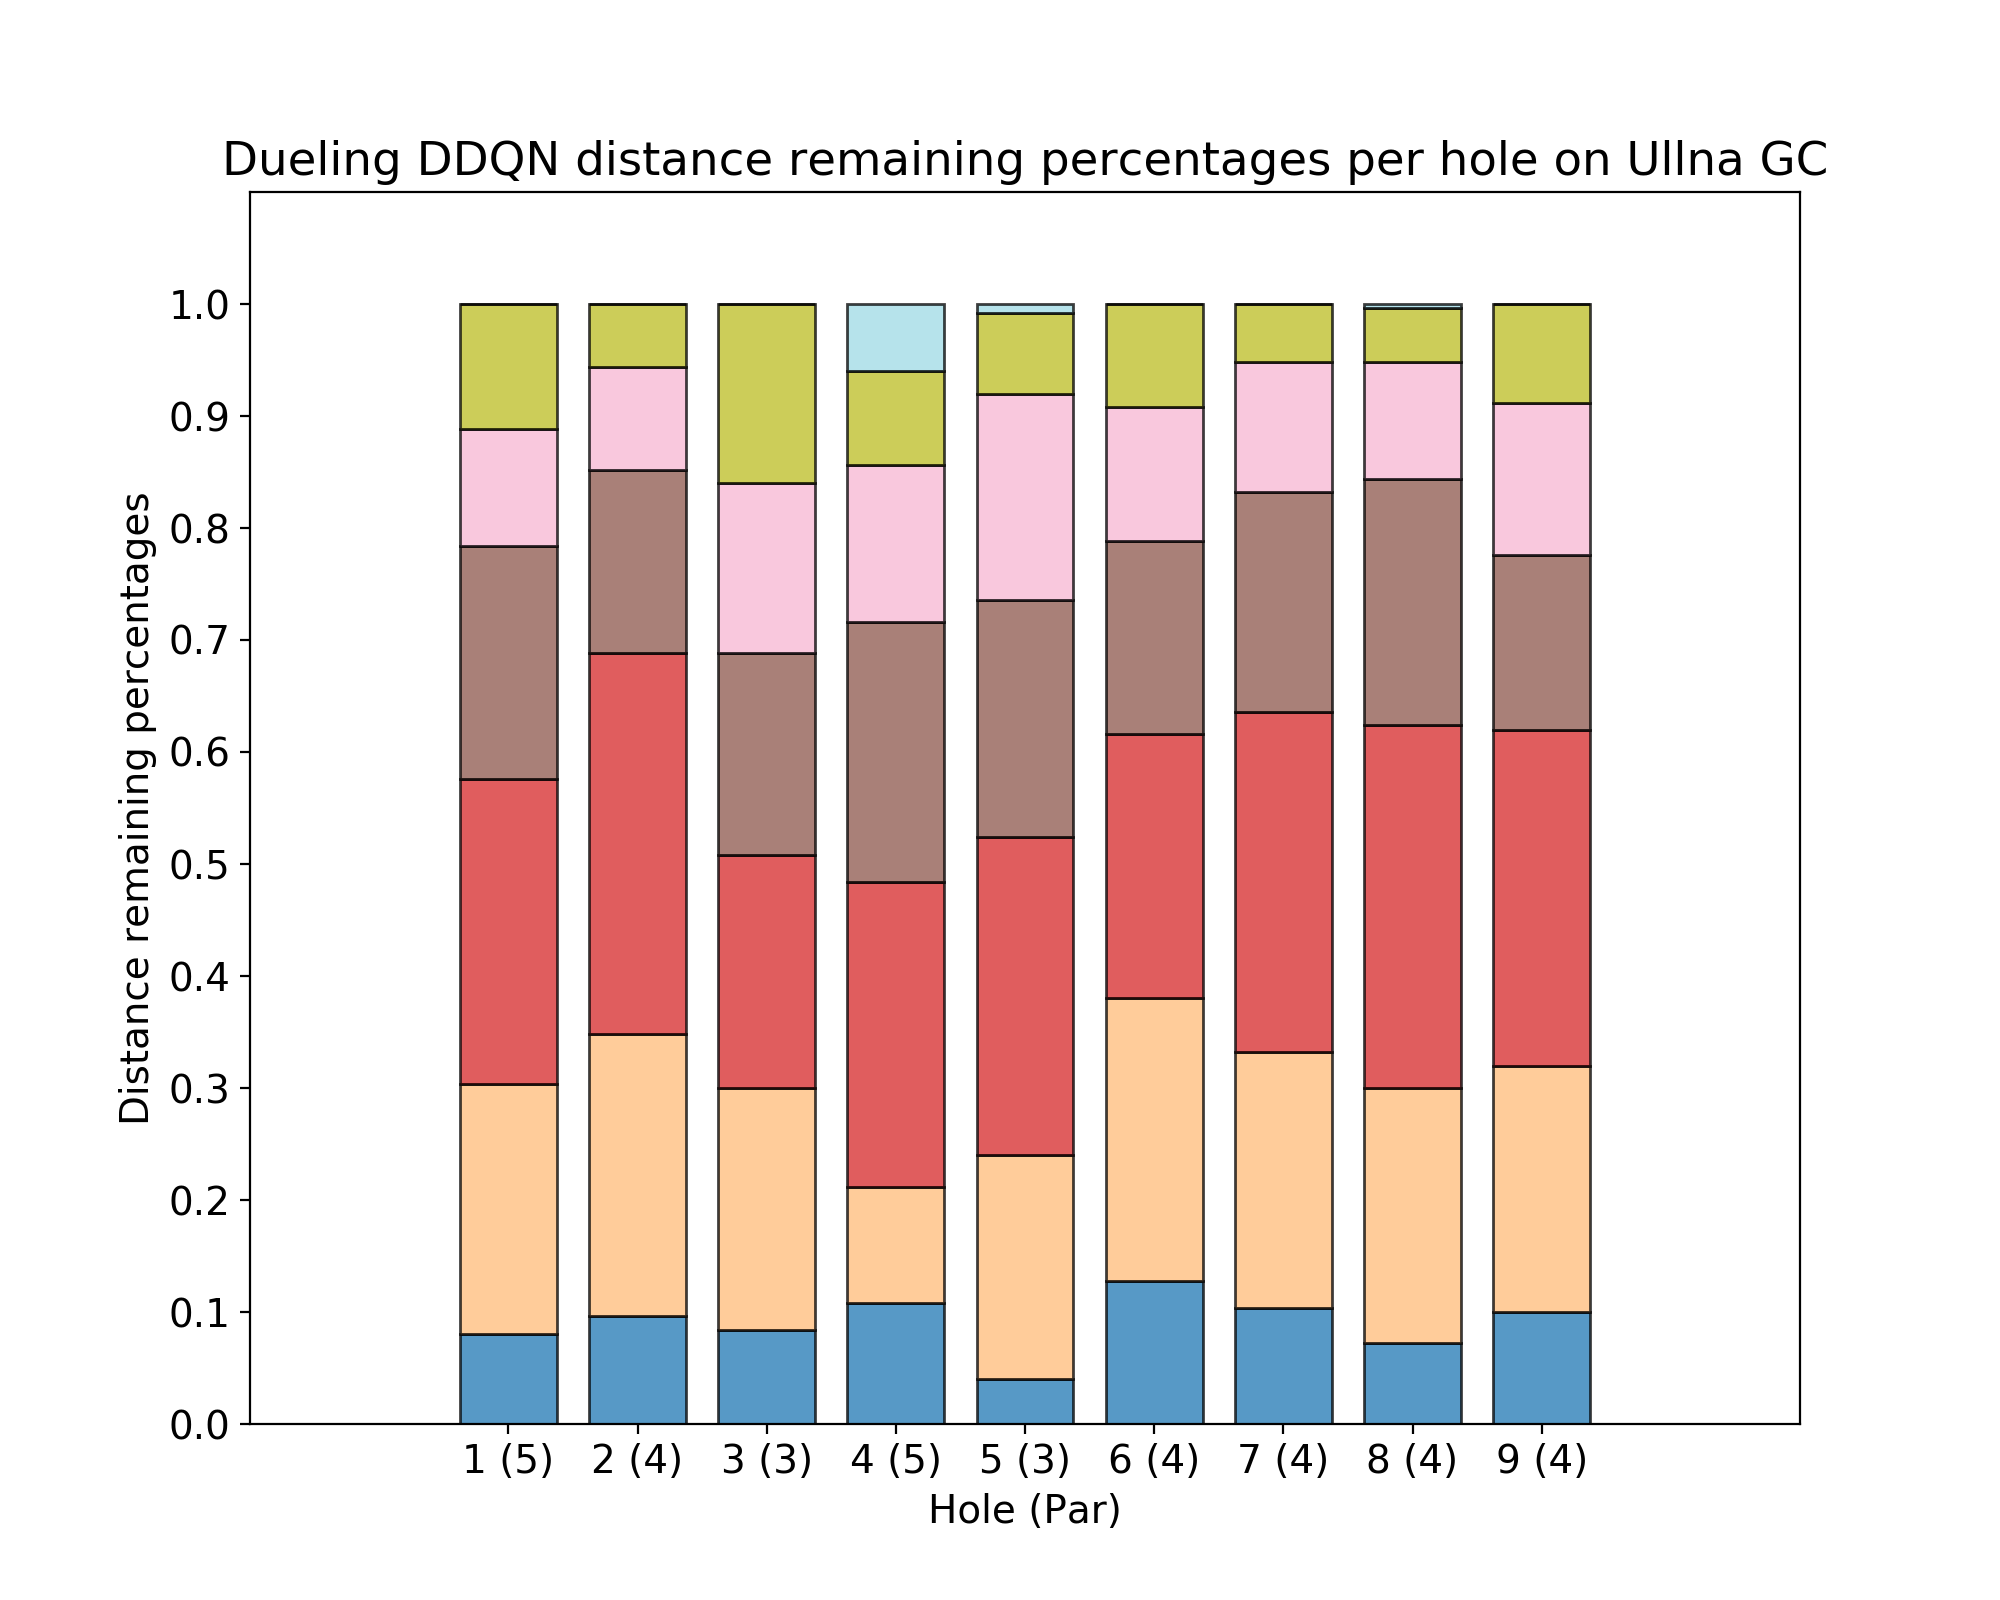 Dueling DDQN distance remaining percentages per hole on Ullna GC
Distance remaining percentages
1.0
0.9
0.8
0.7
0.6
0.5
0.4
0.3
0.2
0.1
0.0
1 (5) 2 (4) 3 (3) 4 (5) 5 (3) 6 (4) 7 (4) 8 (4) 9 (4)
Hole (Par)